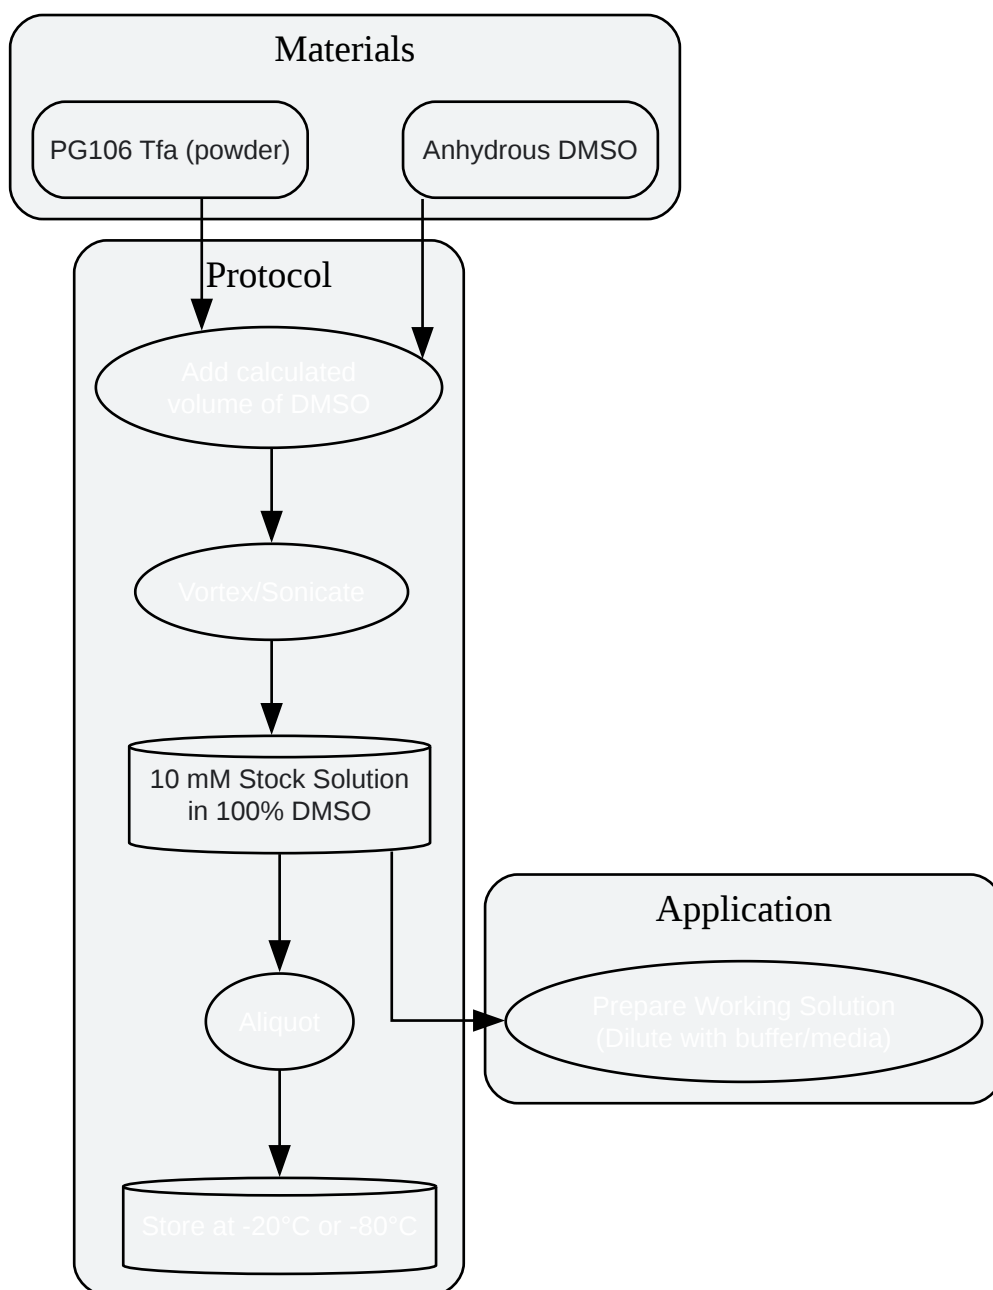 Materials
PG106 Tfa (powder)
Anhydrous DMSO
Protocol
Add calculated
volume of DMSO
Vortex/Sonicate
10 mM Stock Solution
in 100% DMSO
Application
Aliquot
Prepare Working Solution
(Dilute with buffer/media)
Store at -20°C or -80°C